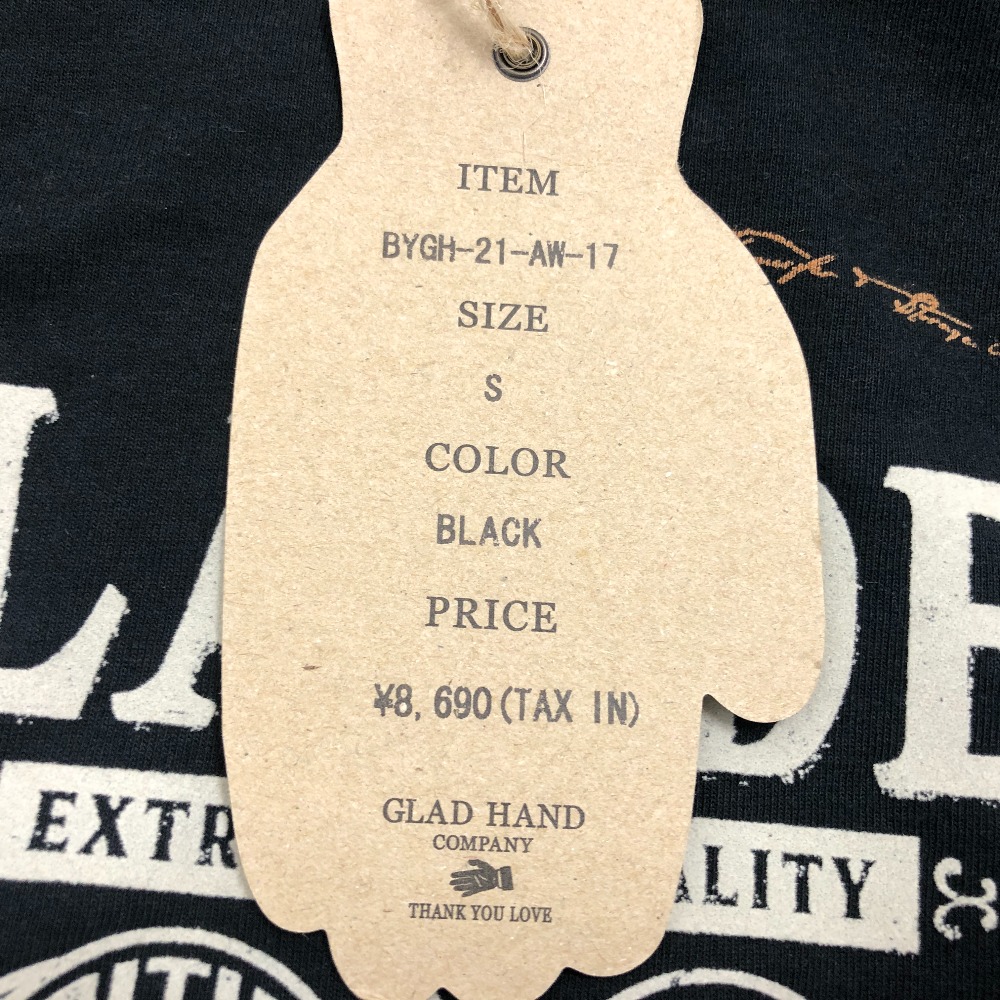 ITEM
BYGH-21-AW-17
SIZE
S
COLOR
BLACK
PRICE
¥8,690(TAX IN)
GLAD HAND
COMPANY
THANK YOU LOVE
EXTR
ALITY